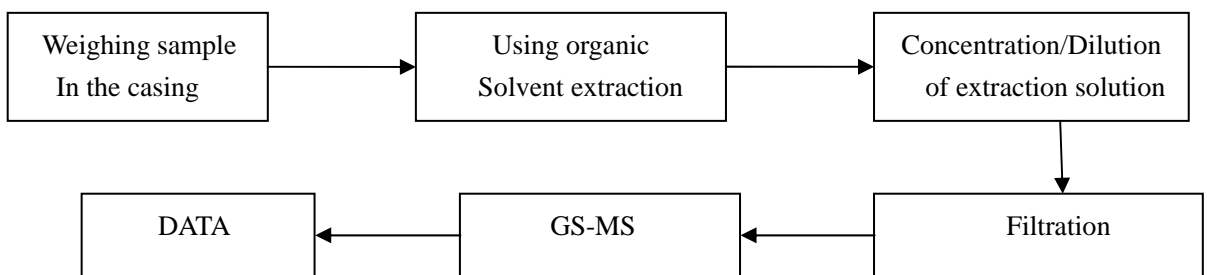 Weighing sample
In the casing
Using organic
Solvent extraction
Concentration/Dilution
of extraction solution
DATA
GS-MS
Filtration